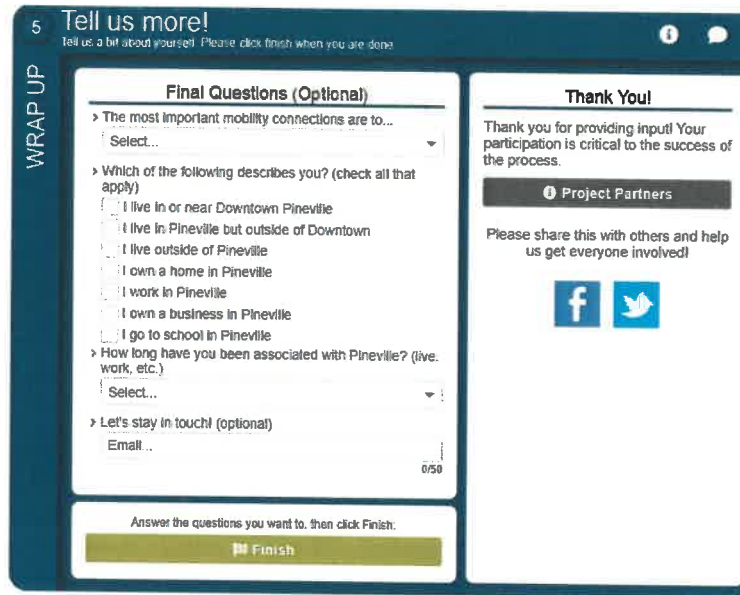 5 Tell us more!
Tell us a bit about yourself. Please click finish when you are done
WRAP UP
Final Questions (Optional)
> The most important mobility connections are to...
Select...
> Which of the following describes you? (check all that
apply)
I live in or near Downtown Pineville
I live in Pineville but outside of Downtown
I live outside of Pineville
I own a home in Pineville
I work in Pineville
I own a business in Pineville
I go to school in Pineville
> How long have you been associated with Pineville? (live,
work, etc.)
Select...
> Let's stay in touch! (optional)
Email...
0/50
Answer the questions you want to, then click Finish:
Finish
Thank You!
Thank you for providing input! Your
participation is critical to the success of
the process.
Project Partners
Please share this with others and help
us get everyone involved!